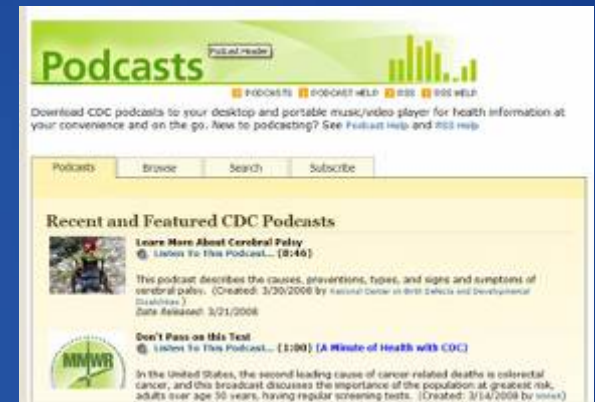 Podcasts
Podcast Header
PODCASTS PODCAST HELP RSS RSS HELP
Download CDC podcasts to your desktop and portable music/video player for health information at
your convenience and on the go. New to podcasting? See Podcast Help and RSS Help
Podcasts Browse Search Subscribe
Recent and Featured CDC Podcasts
Learn More About Cerebral Palsy
Listen To This Podcast... (8:46)
This podcast describes the causes, preventions, types, and signs and symptoms of
cerebral palsy. (Created: 3/30/2008 by National Center on Birth Defects and Developmental
Disabilities)
Date Released: 3/21/2008
MMWR
Don't Pass on this Test
Listen To This Podcast... (1:00) (A Minute of Health with CDC)
In the United States, the second leading cause of cancer-related deaths is colorectal
cancer, and this broadcast discusses the importance of the population at greatest risk,
adults over age 50 years, having regular screening tests. (Created: 3/14/2008 by MMWR)